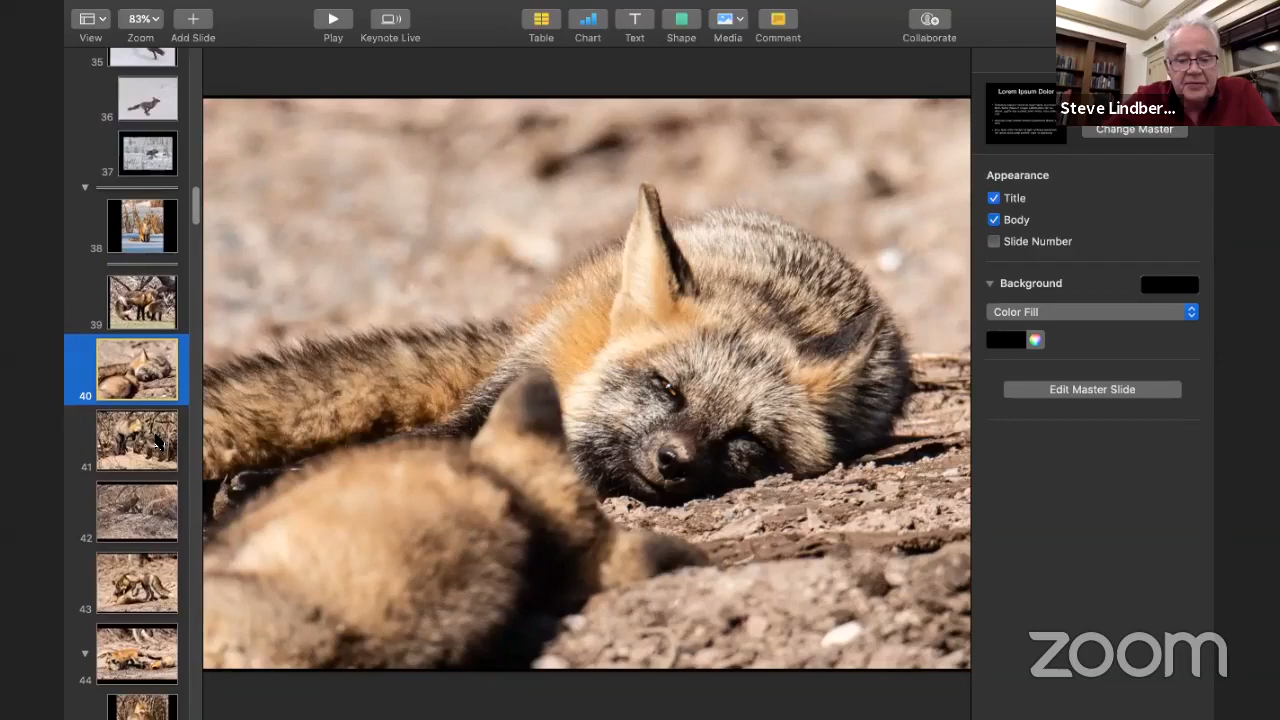 83%
View
Zoom
Add Slide
Play
Keynote Live
Table
Chart
Text
Shape
Media
Comment
Collaborate
Steve Lindber...
Lorem Ipsum Dolor
Change Master
Appearance
Title
Body
Slide Number
Background
Color Fill
Edit Master Slide
35
36
37
38
39
40
41
42
43
44
zoom